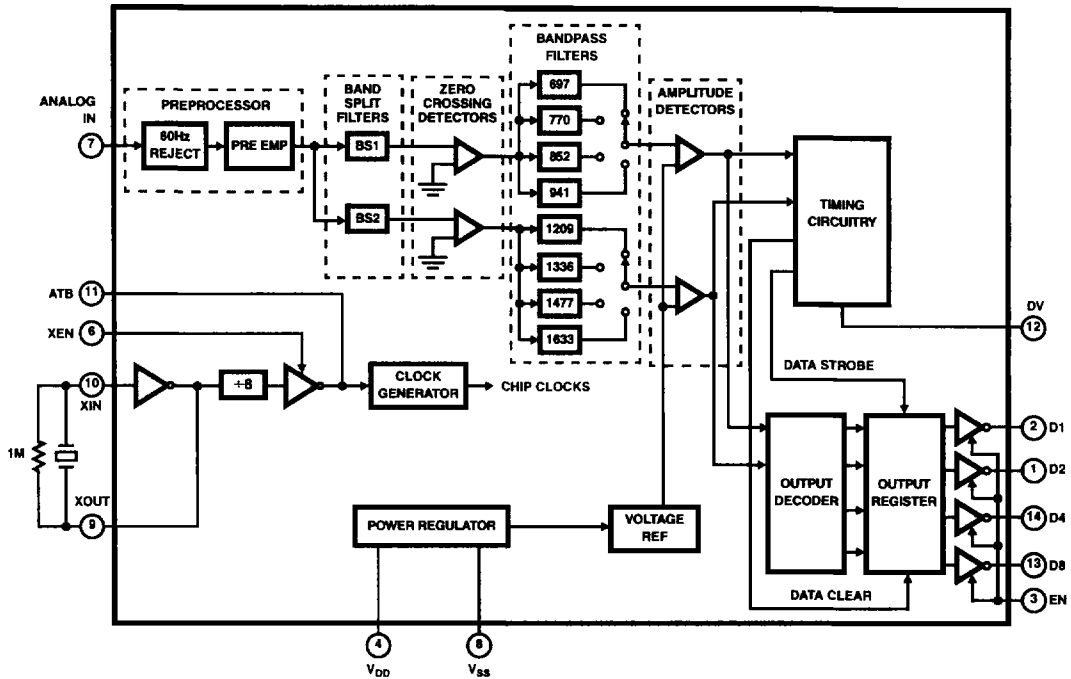 BANDPASS
FILTERS
ANALOG
IN
7
PREPROCESSOR
60Hz
REJECT
PRE EMP
BAND
SPLIT
FILTERS
BS1
BS2
ZERO
CROSSING
DETECTORS
697
770
852
941
1209
1336
1477
1633
AMPLITUDE
DETECTORS
TIMING
CIRCUITRY
ATB
11
XEN
6
10
XIN
÷8
CLOCK
GENERATOR
CHIP CLOCKS
1M
XOUT
9
DV
12
DATA STROBE
OUTPUT
DECODER
OUTPUT
REGISTER
2 D1
1 D2
14 D4
13 D8
3 EN
DATA CLEAR
POWER REGULATOR
VOLTAGE
REF
4
VDD
8
VSS